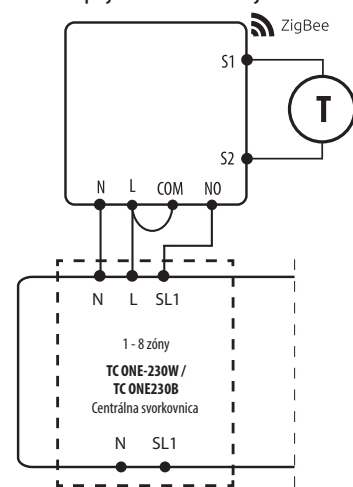 ZigBee
S1
T
S2
N L COM NO
N L SL1
1 - 8 zóny
TC ONE-230W /
TC ONE230B
Centrálna svorkovnica
N SL1